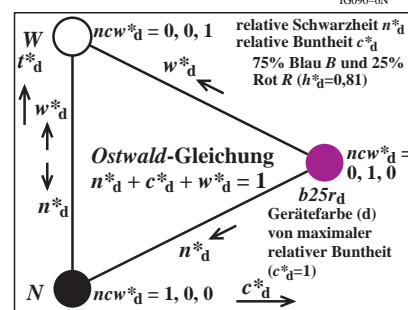 IG090-6N
W
t*d
ncw*d = 0, 0, 1
relative Schwarzheit n*d
relative Buntheit c*d
75% Blau B und 25%
Rot R (h*d=0,81)
w*d
w*d
n*d
Ostwald-Gleichung
n*d + c*d + w*d = 1
ncw*d =
0, 1, 0
b25rd
Gerätefarbe (d)
von maximaler
relativer Buntheit
(c*d=1)
n*d
N
ncw*d = 1, 0, 0
c*d